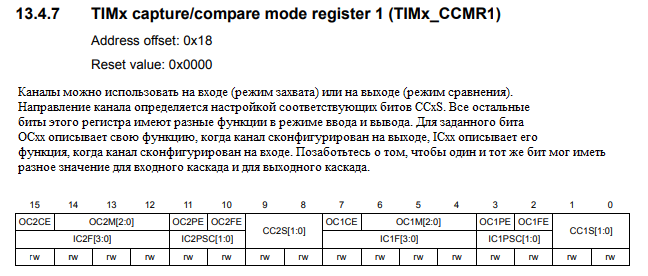 13.4.7 TIMx capture/compare mode register 1 (TIMx_CCMR1)
Address offset: 0x18
Reset value: 0x0000
Каналы можно использовать на входе (режим захвата) или на выходе (режим сравнения).
Направление канала определяется настройкой соответствующих битов CCxS. Все остальные
биты этого регистра имеют разные функции в режиме ввода и вывода. Для заданного бита
OCxx описывает свою функцию, когда канал сконфигурирован на выходе, ICxx описывает его
функция, когда канал сконфигурирован на входе. Позаботьтесь о том, чтобы один и тот же бит мог иметь
разное значение для входного каскада и для выходного каскада.
15 14 13 12 11 10 9 8 7 6 5 4 3 2 1 0
OC2CE OC2M[2:0] OC2PE OC2FE CC2S[1:0] OC1CE OC1M[2:0] OC1PE OC1FE CC1S[1:0]
IC2F[3:0] IC2PSC[1:0] IC1F[3:0] IC1PSC[1:0]
rw rw rw rw rw rw rw rw rw rw rw rw rw rw rw rw